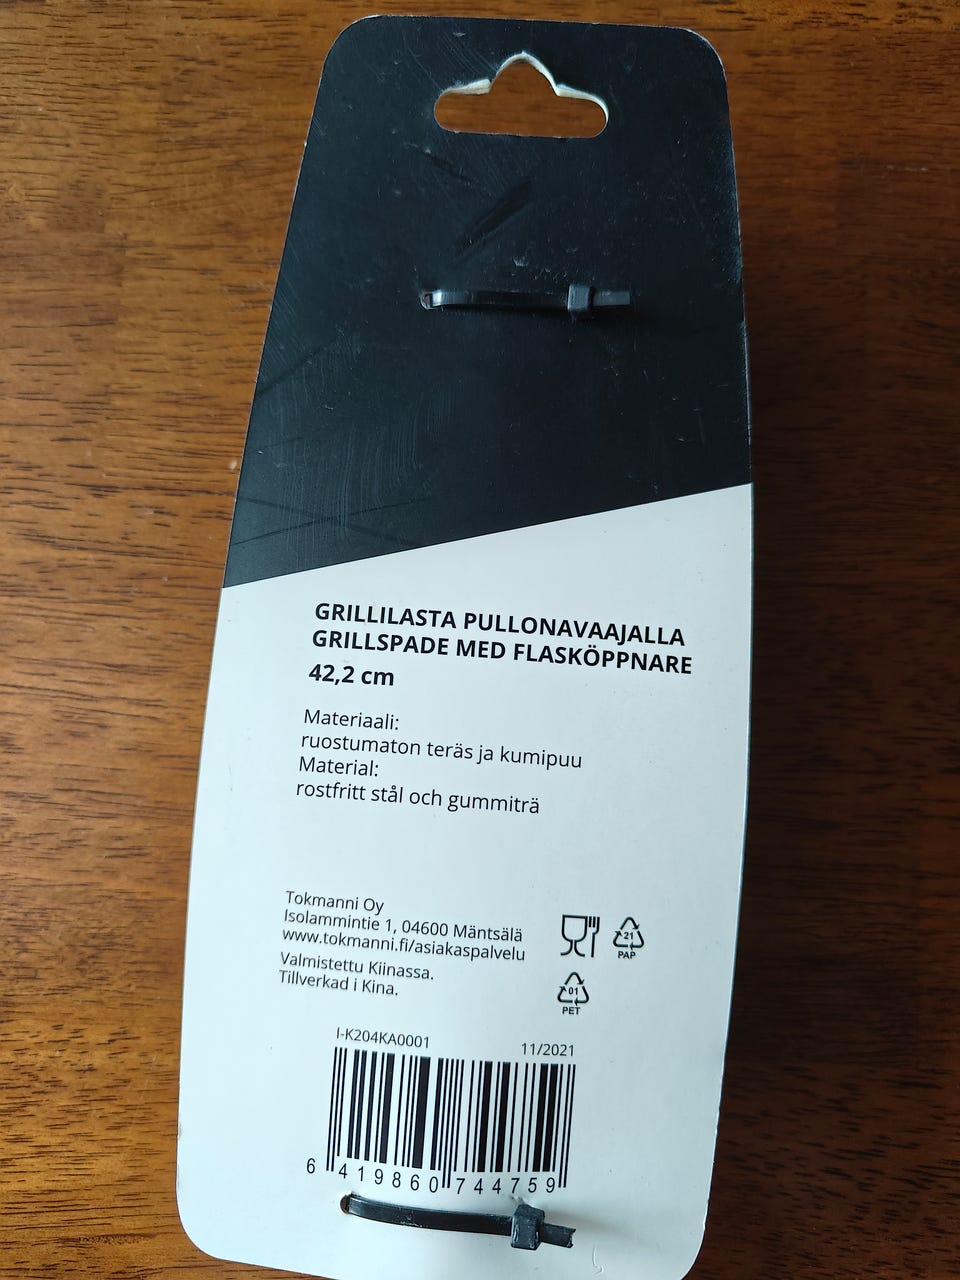 GRILLILASTA PULLONAVAAJALLA
GRILLSPADE MED FLASKÖPPNARE
42,2 cm
Materiaali:
ruostumaton teräs ja kumipuu
Material:
rostfritt stål och gummiträ
Tokmanni Oy
Isolammintie 1, 04600 Mäntsälä
www.tokmanni.fi/asiakaspalvelu
Valmistettu Kiinassa.
Tillverkad i Kina.
21
PAP
01
PET
I-K204KA0001 11/2021
6 419860 744759